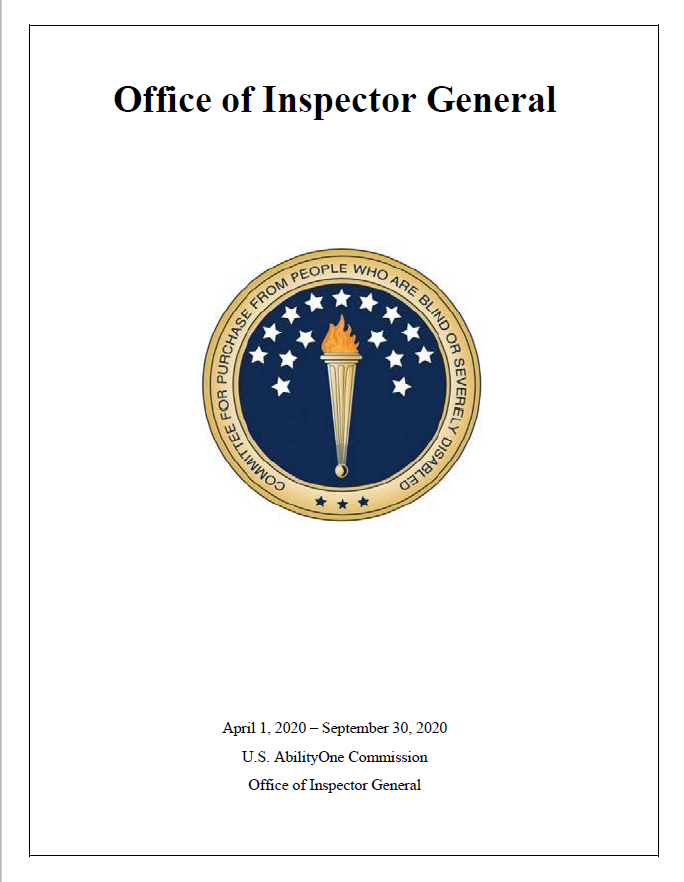 Office of Inspector General
COMMITTEE FOR PURCHASE FROM PEOPLE WHO ARE BLIND OR SEVERELY DISABLED
April 1, 2020 – September 30, 2020
U.S. AbilityOne Commission
Office of Inspector General